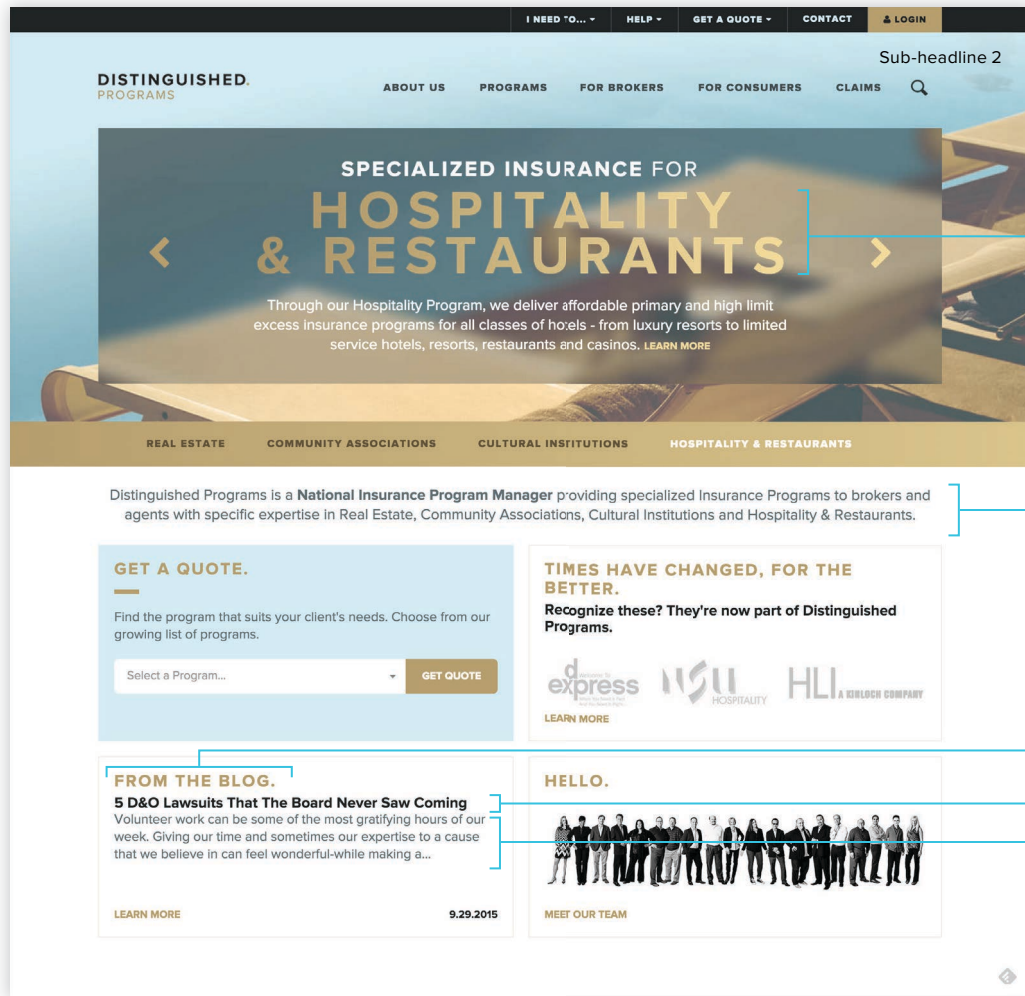 I NEED TO...
HELP
GET A QUOTE
CONTACT
LOGIN
Sub-headline 2
DISTINGUISHED.
PROGRAMS
ABOUT US
PROGRAMS
FOR BROKERS
FOR CONSUMERS
CLAIMS
SPECIALIZED INSURANCE FOR
HOSPITALITY
& RESTAURANTS
Through our Hospitality Program, we deliver affordable primary and high limit
excess insurance programs for all classes of hotels - from luxury resorts to limited
service hotels, resorts, restaurants and casinos. LEARN MORE
REAL ESTATE
COMMUNITY ASSOCIATIONS
CULTURAL INSTITUTIONS
HOSPITALITY & RESTAURANTS
Distinguished Programs is a National Insurance Program Manager providing specialized Insurance Programs to brokers and
agents with specific expertise in Real Estate, Community Associations, Cultural Institutions and Hospitality & Restaurants.
GET A QUOTE.
Find the program that suits your client's needs. Choose from our
growing list of programs.
Select a Program...
GET QUOTE
TIMES HAVE CHANGED, FOR THE
BETTER.
Recognize these? They're now part of Distinguished
Programs.
d
express
NSU
HOSPITALITY
HLI A KINLOCH COMPANY
LEARN MORE
FROM THE BLOG.
5 D&O Lawsuits That The Board Never Saw Coming
Volunteer work can be some of the most gratifying hours of our
week. Giving our time and sometimes our expertise to a cause
that we believe in can feel wonderful-while making a...
LEARN MORE
9.29.2015
HELLO.
MEET OUR TEAM